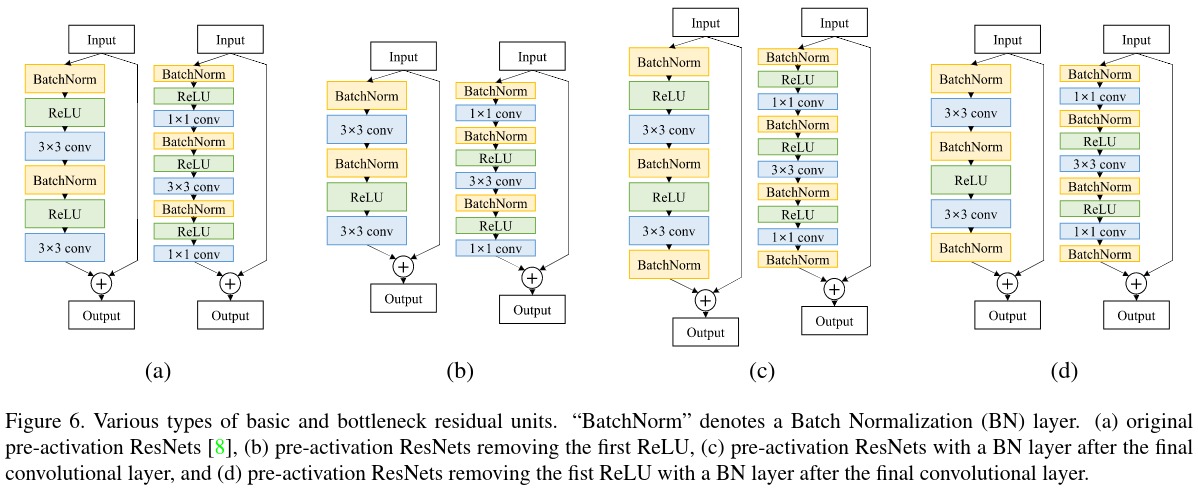 Input
BatchNorm
ReLU
3×3 conv
BatchNorm
ReLU
3×3 conv
+
Output
Input
BatchNorm
ReLU
1×1 conv
BatchNorm
ReLU
3×3 conv
BatchNorm
ReLU
1×1 conv
+
Output
(a)
Input
BatchNorm
3×3 conv
BatchNorm
ReLU
3×3 conv
+
Output
Input
BatchNorm
1×1 conv
BatchNorm
ReLU
3×3 conv
BatchNorm
ReLU
1×1 conv
+
Output
(b)
Input
BatchNorm
ReLU
3×3 conv
BatchNorm
ReLU
3×3 conv
BatchNorm
+
Output
Input
BatchNorm
ReLU
1×1 conv
BatchNorm
ReLU
3×3 conv
BatchNorm
ReLU
1×1 conv
BatchNorm
+
Output
(c)
Input
BatchNorm
3×3 conv
BatchNorm
ReLU
3×3 conv
BatchNorm
+
Output
Input
BatchNorm
1×1 conv
BatchNorm
ReLU
3×3 conv
BatchNorm
ReLU
1×1 conv
BatchNorm
+
Output
(d)
Figure 6. Various types of basic and bottleneck residual units. “BatchNorm” denotes a Batch Normalization (BN) layer. (a) original
pre-activation ResNets [8], (b) pre-activation ResNets removing the first ReLU, (c) pre-activation ResNets with a BN layer after the final
convolutional layer, and (d) pre-activation ResNets removing the fist ReLU with a BN layer after the final convolutional layer.